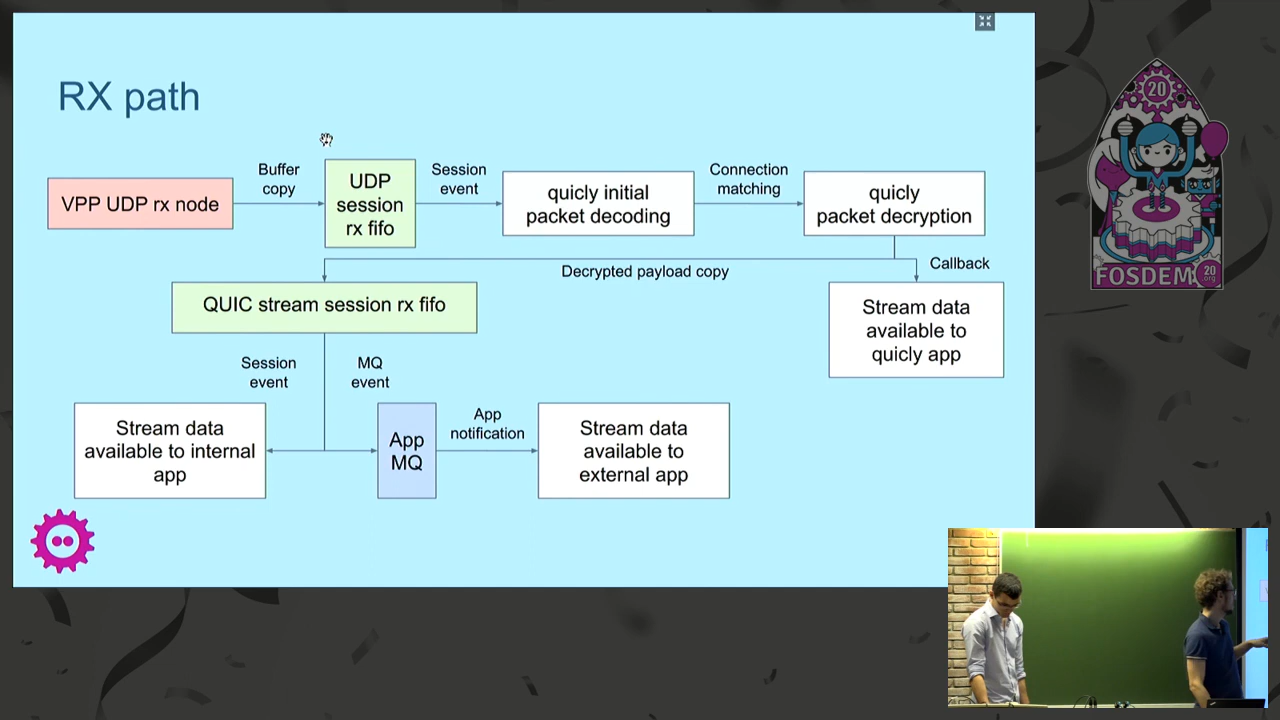 RX path
VPP UDP rx node
Buffer
copy
UDP
session
rx fifo
Session
event
quicly initial
packet decoding
Connection
matching
quicly
packet decryption
Decrypted payload copy
Callback
QUIC stream session rx fifo
Stream data
available to
quicly app
Session
event
MQ
event
Stream data
available to internal
app
App
MQ
App
notification
Stream data
available to
external app
20
FOSDEM
20
.org